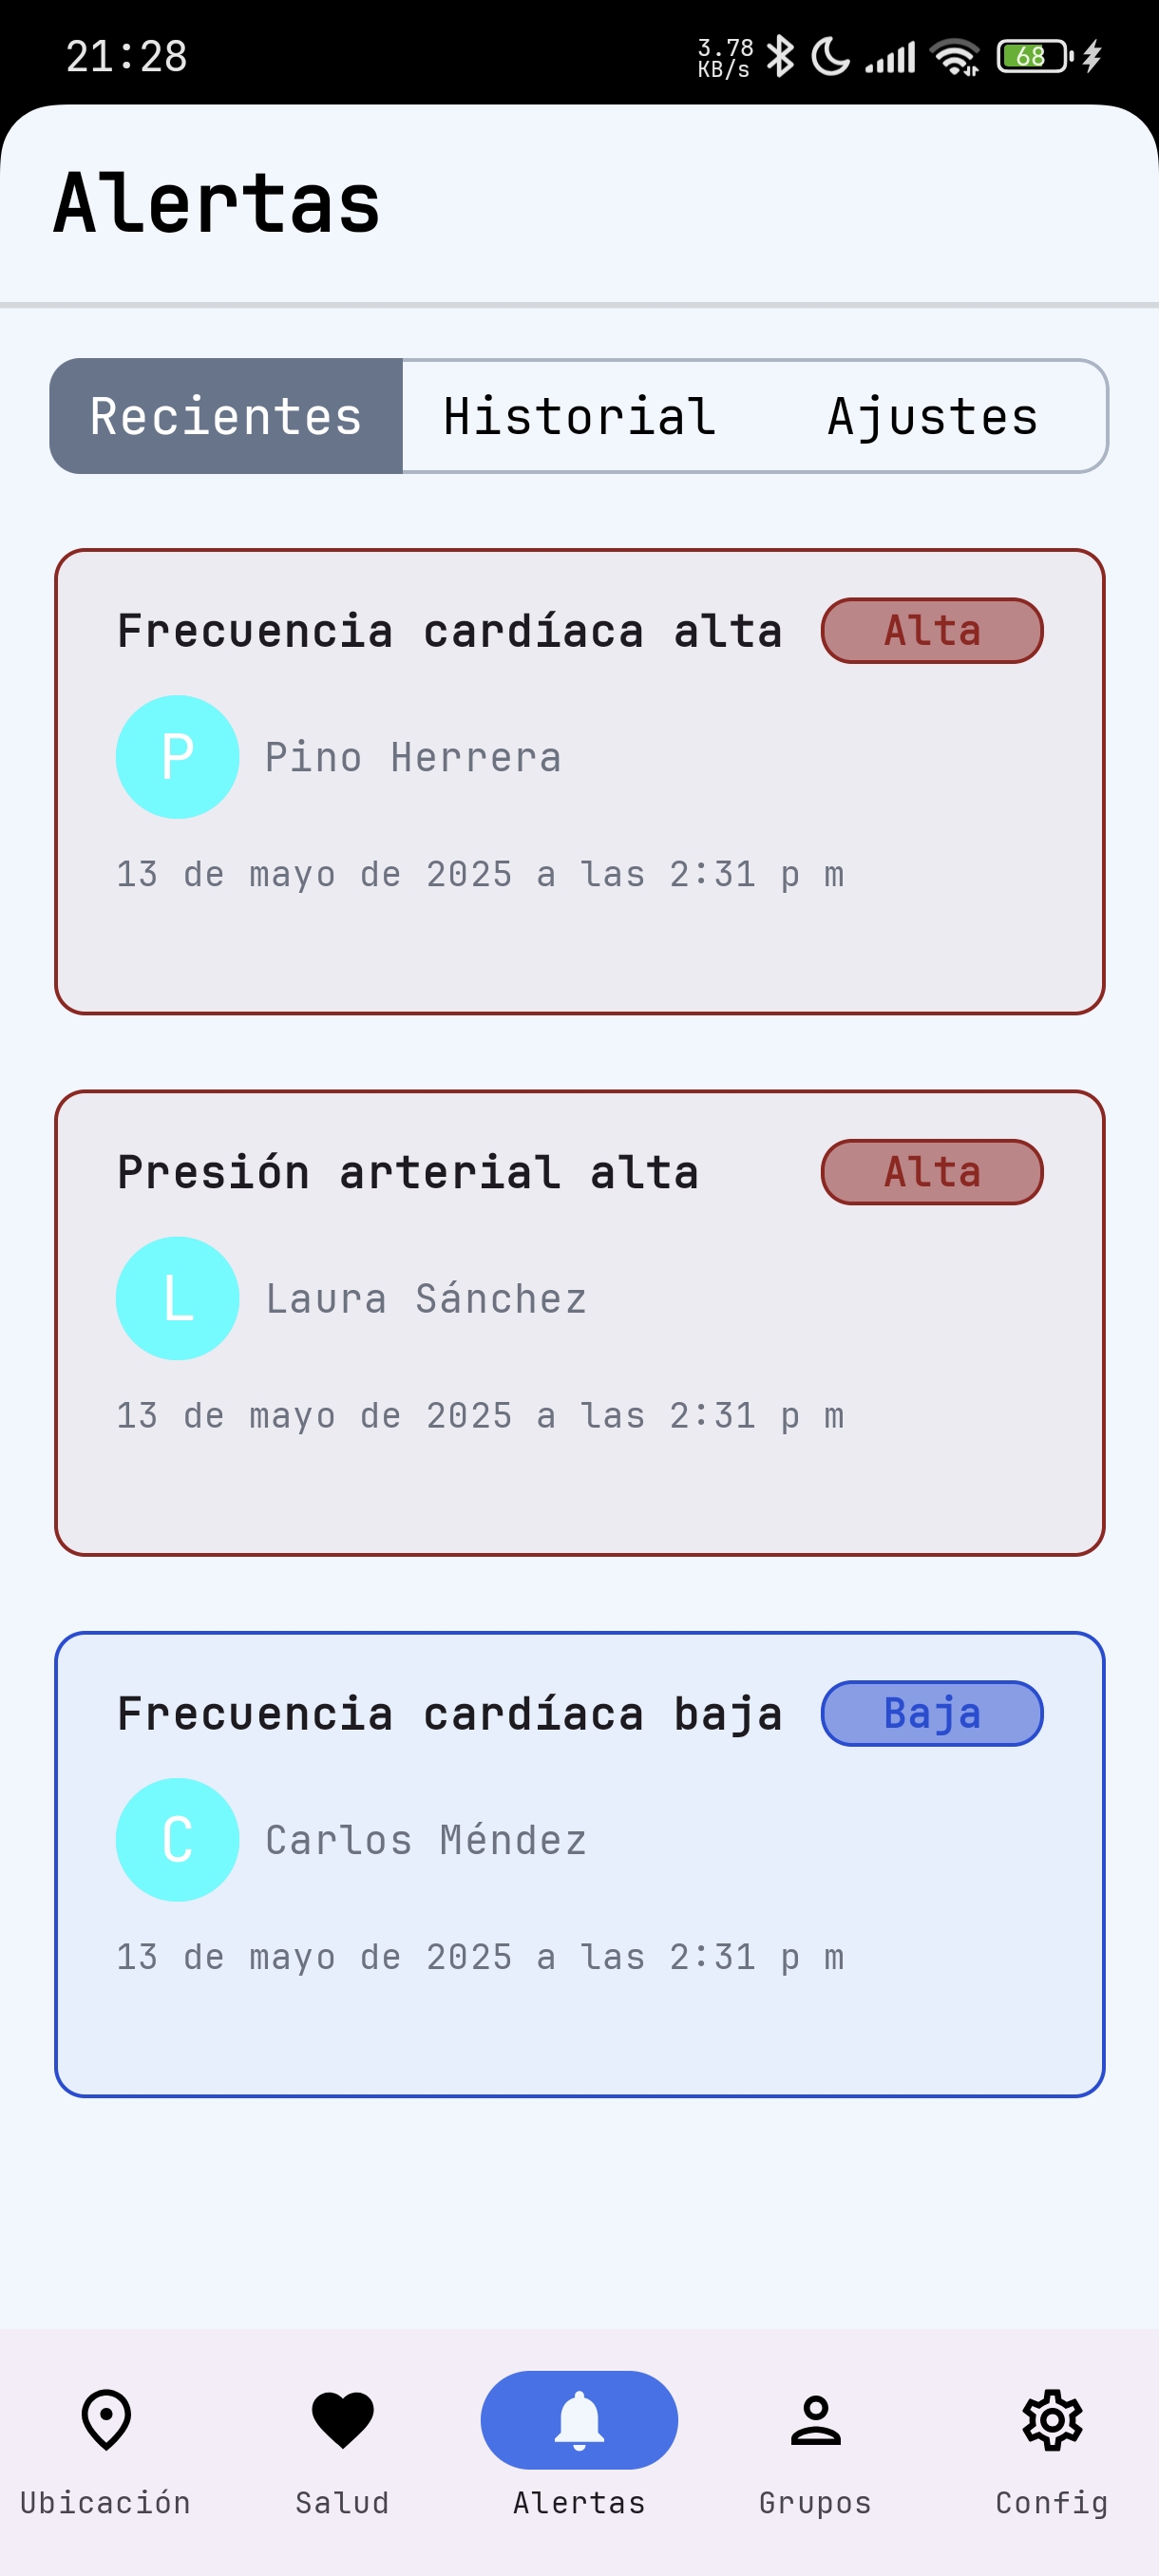 21:28
3.78
KB/s
68
Alertas
Recientes Historial Ajustes
Frecuencia cardíaca alta Alta
P Pino Herrera
13 de mayo de 2025 a las 2:31 p m
Presión arterial alta Alta
L Laura Sánchez
13 de mayo de 2025 a las 2:31 p m
Frecuencia cardíaca baja Baja
C Carlos Méndez
13 de mayo de 2025 a las 2:31 p m
Ubicación Salud Alertas Grupos Config